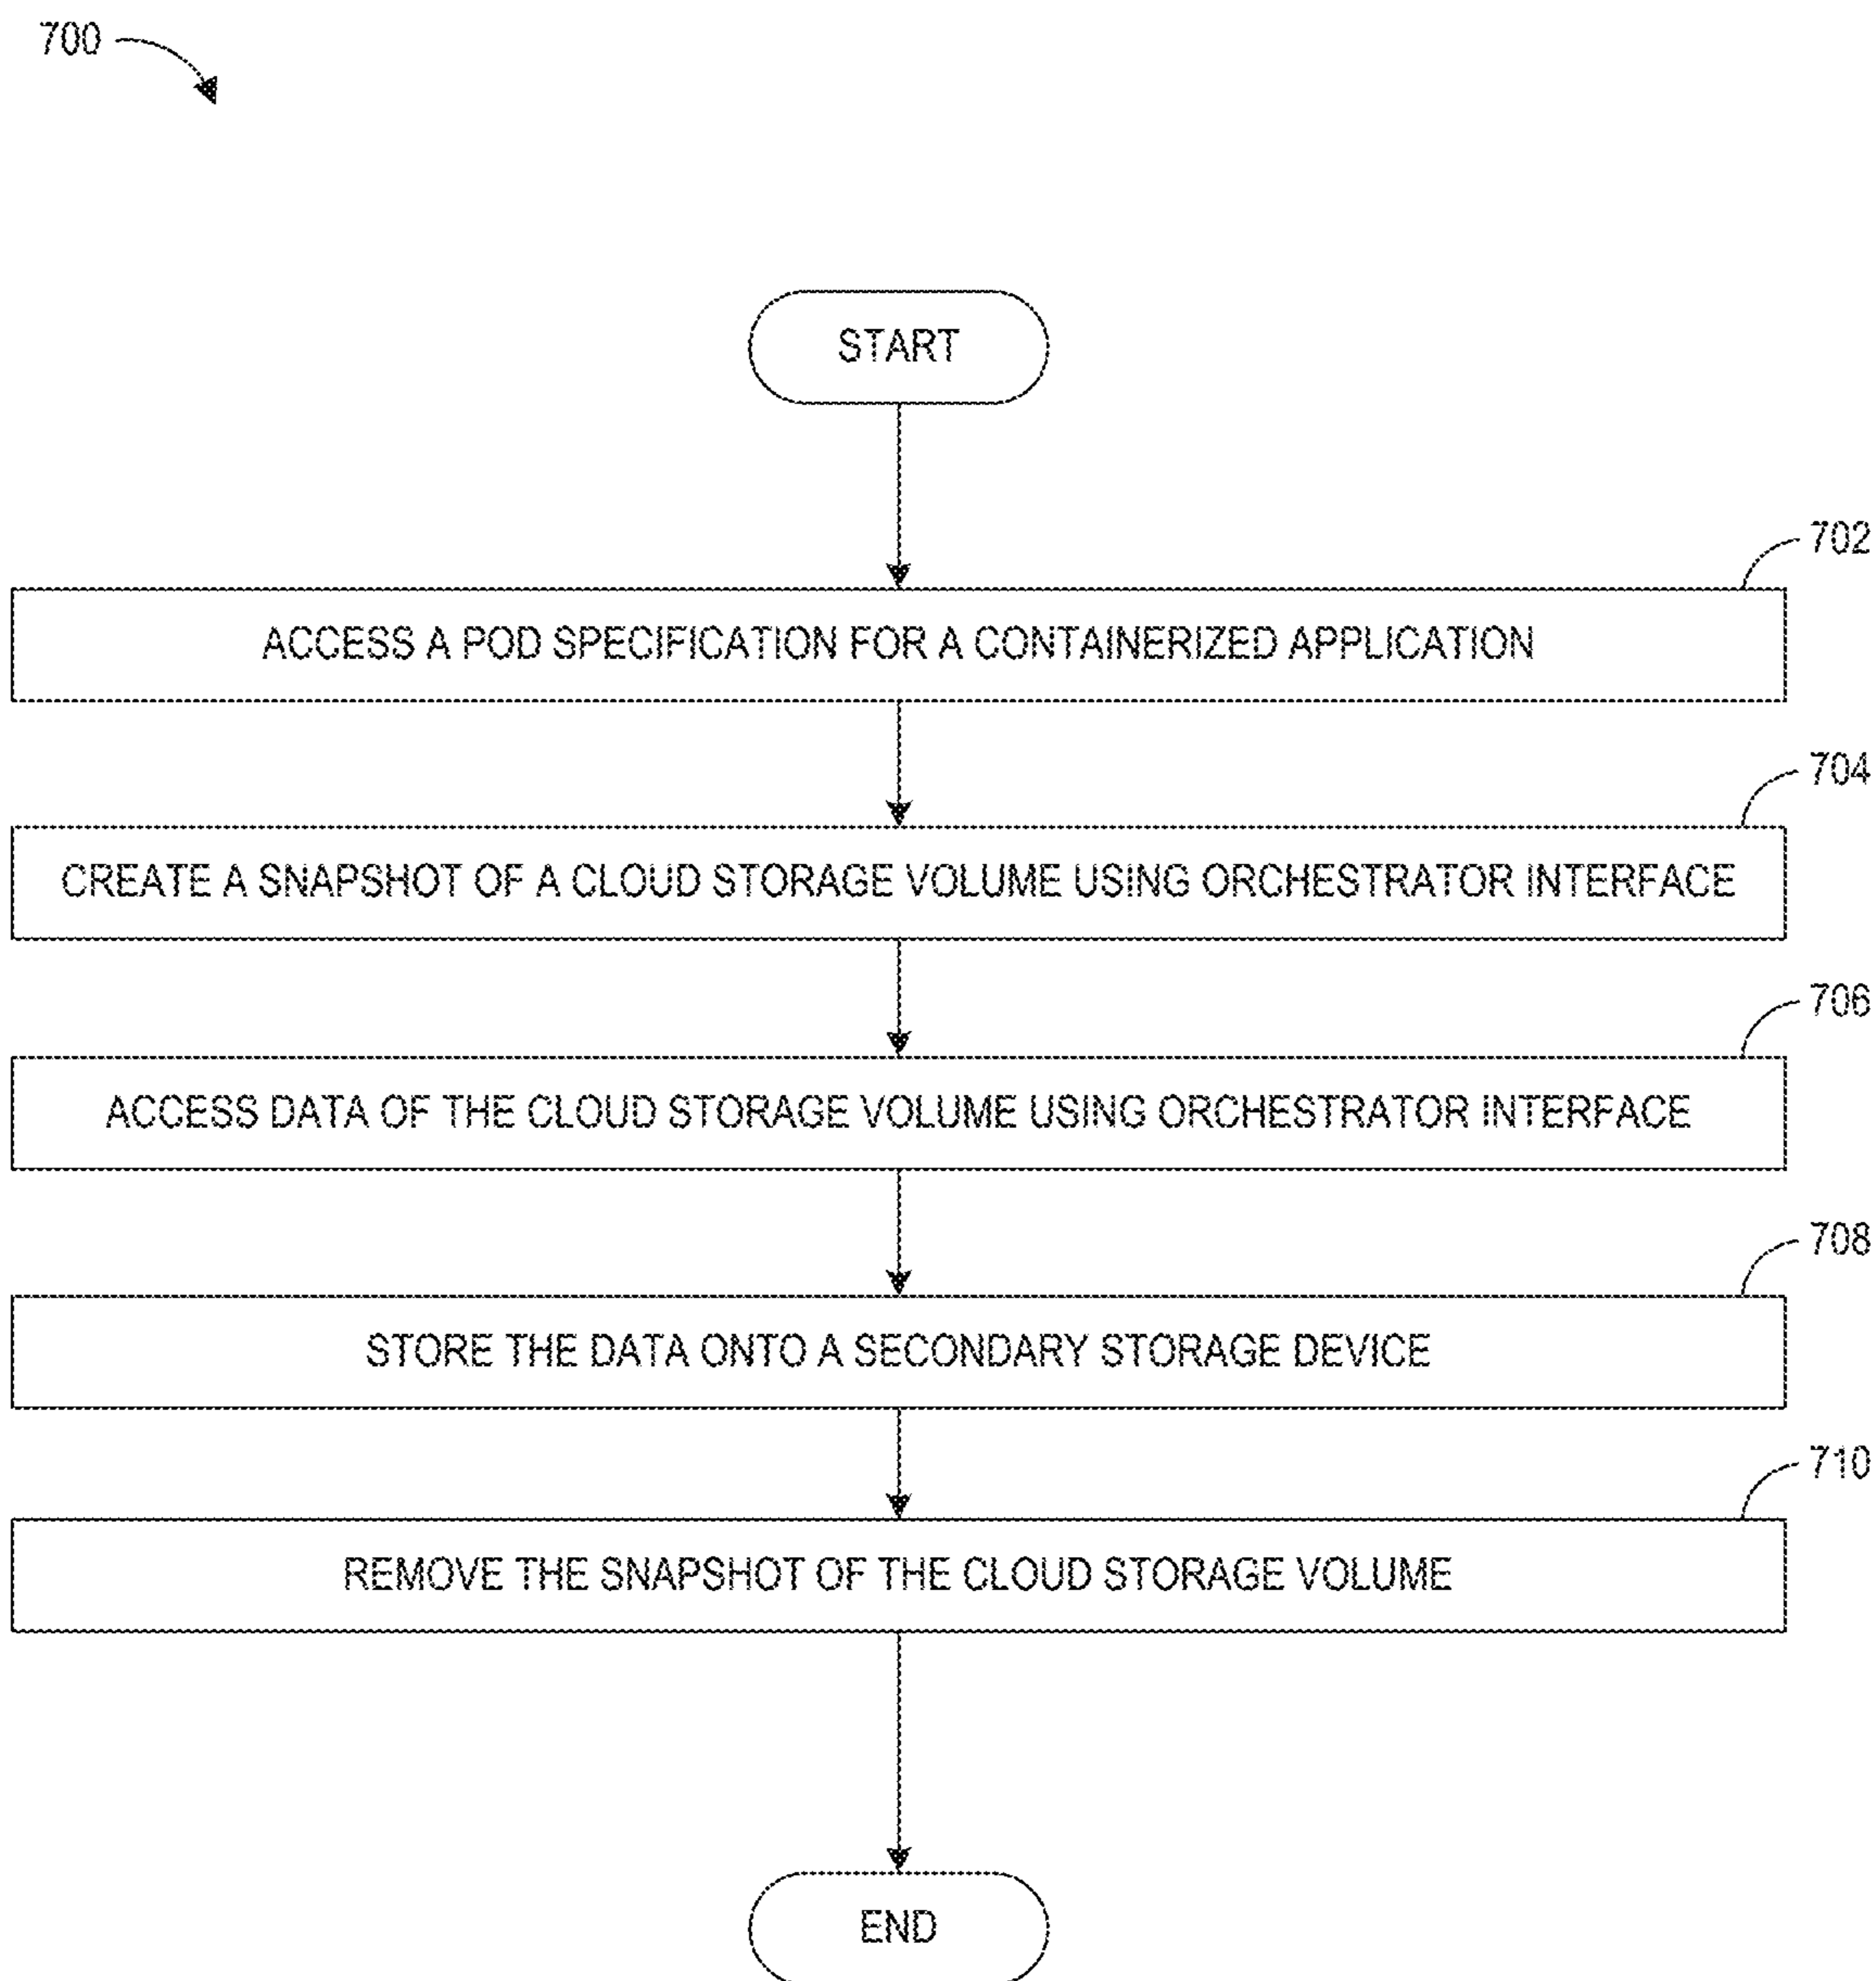 700
START
702
ACCESS A POD SPECIFICATION FOR A CONTAINERIZED APPLICATION
704
CREATE A SNAPSHOT OF A CLOUD STORAGE VOLUME USING ORCHESTRATOR INTERFACE
706
ACCESS DATA OF THE CLOUD STORAGE VOLUME USING ORCHESTRATOR INTERFACE
708
STORE THE DATA ONTO A SECONDARY STORAGE DEVICE
710
REMOVE THE SNAPSHOT OF THE CLOUD STORAGE VOLUME
END